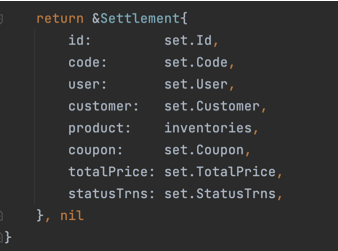 return &Settlement{
id: set.Id,
code: set.Code,
user: set.User,
customer: set.Customer,
product: inventories,
coupon: set.Coupon,
totalPrice: set.TotalPrice,
statusTrns: set.StatusTrns,
}, nil
}